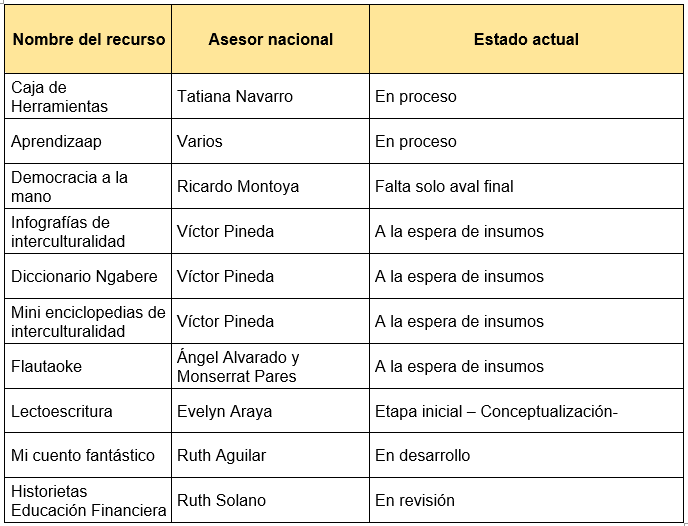 Nombre del recurso Asesor nacional Estado actual
Caja de
Herramientas Tatiana Navarro En proceso
Aprendizaap Varios En proceso
Democracia a la
mano Ricardo Montoya Falta solo aval final
Infografías de
interculturalidad Víctor Pineda A la espera de insumos
Diccionario Ngabere Víctor Pineda A la espera de insumos
Mini enciclopedias de
interculturalidad Víctor Pineda A la espera de insumos
Flautaoke Ángel Alvarado y
Monserrat Pares A la espera de insumos
Lectoescritura Evelyn Araya Etapa inicial – Conceptualización-
Mi cuento fantástico Ruth Aguilar En desarrollo
Historietas
Educación Financiera Ruth Solano En revisión